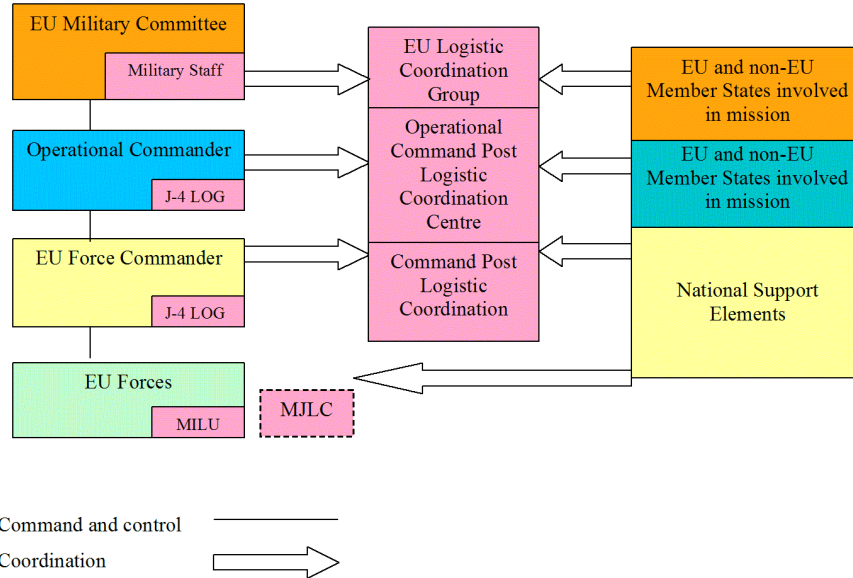 EU Military Committee
Military Staff
Operational Commander
J-4 LOG
EU Force Commander
J-4 LOG
EU Forces
MILU
MJLC
EU Logistic
Coordination
Group
Operational
Command Post
Logistic
Coordination
Centre
Command Post
Logistic
Coordination
EU and non-EU
Member States involved
in mission
EU and non-EU
Member States involved
in mission
National Support
Elements
Command and control
Coordination